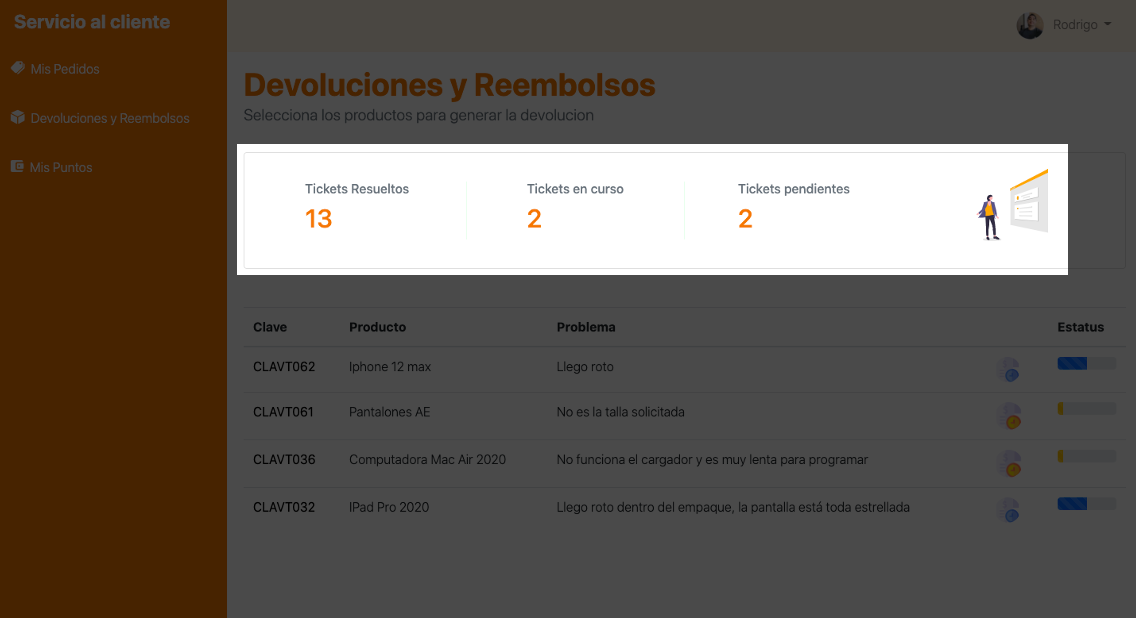 Servicio al cliente
Rodrigo
Mis Pedidos
Devoluciones y Reembolsos
Mis Puntos
Devoluciones y Reembolsos
Selecciona los productos para generar la devolucion
Tickets Resueltos Tickets en curso Tickets pendientes
13 2 2
Clave Producto Problema Estatus
CLAVT062 Iphone 12 max Llego roto
CLAVT061 Pantalones AE No es la talla solicitada
CLAVT036 Computadora Mac Air 2020 No funciona el cargador y es muy lenta para programar
CLAVT032 IPad Pro 2020 Llego roto dentro del empaque, la pantalla está toda estrellada